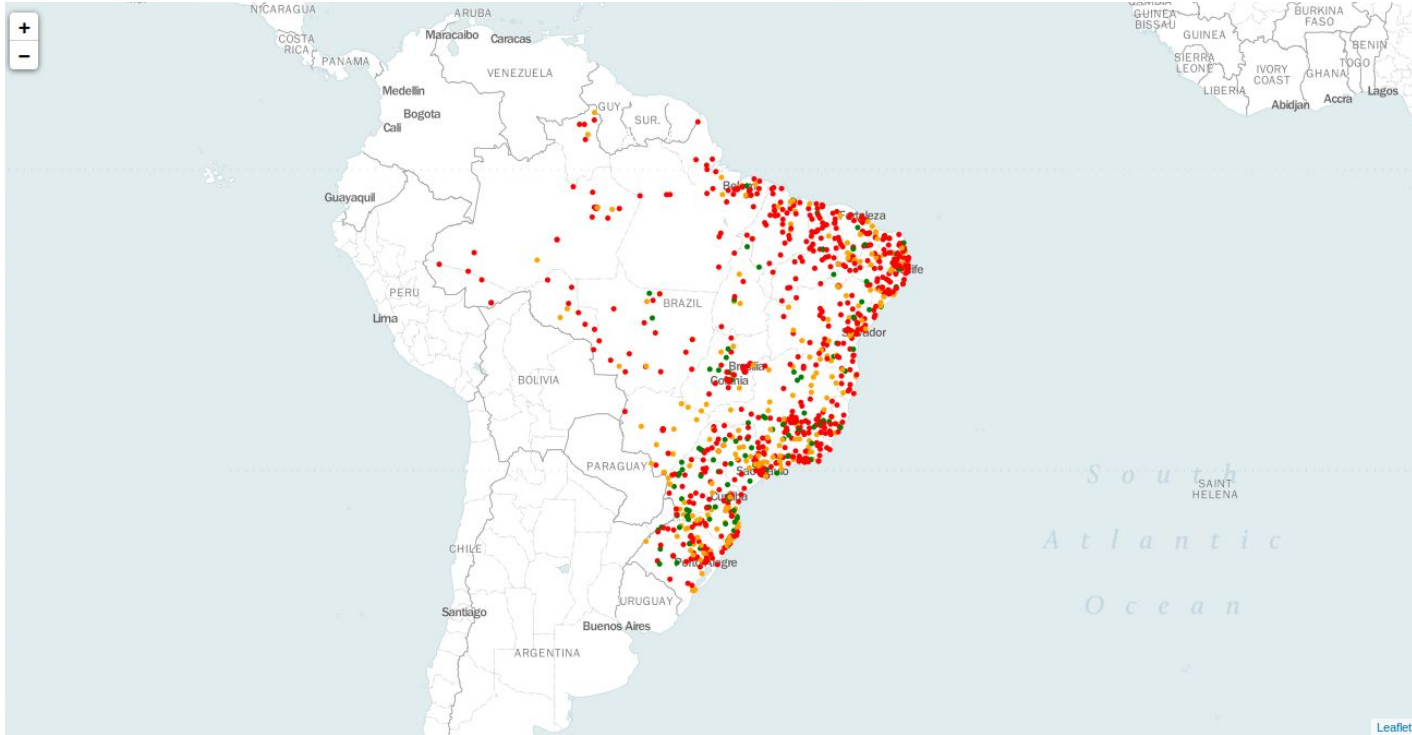 NICARAGUA
ARUBA
GAMBIA
GUINEA
BISSAU
BURKINA
FASO
+
−
COSTA
RICA
PANAMA
Maracaibo
Caracas
GUINEA
BENIN
SIERRA
LEONE
IVORY
COAST
GHANA
TOGO
VENEZUELA
LIBERIA
Abidjan
Accra
Lagos
Medellin
Bogota
Cali
GUY
SUR.
Guayaquil
Fortaleza
PERU
BRAZIL
Lima
BOLIVIA
PARAGUAY
South
SAINT
HELENA
Atlantic
CHILE
Porto Alegre
Ocean
URUGUAY
Santiago
Buenos Aires
ARGENTINA
Leaflet